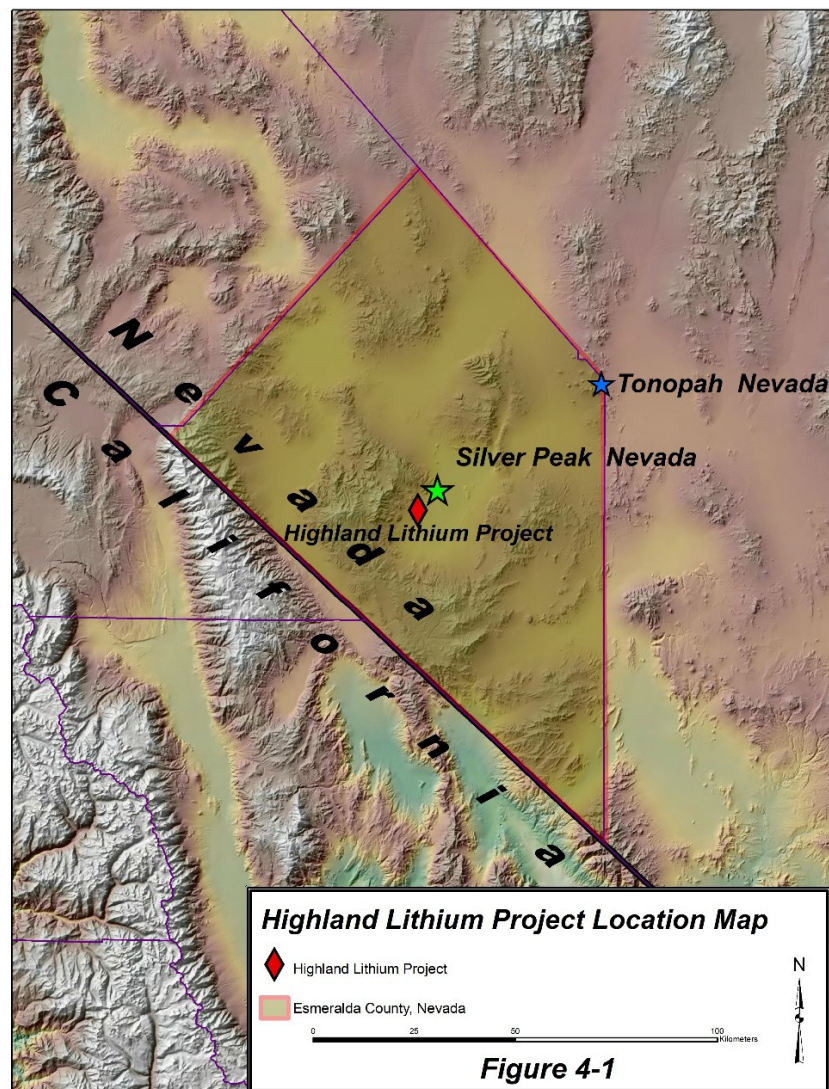 Nevada
California
Tonopah Nevada
Silver Peak Nevada
Highland Lithium Project
Highland Lithium Project Location Map
Highland Lithium Project
N
Esmeralda County, Nevada
0 50 100
Kilometers
Figure 4-1